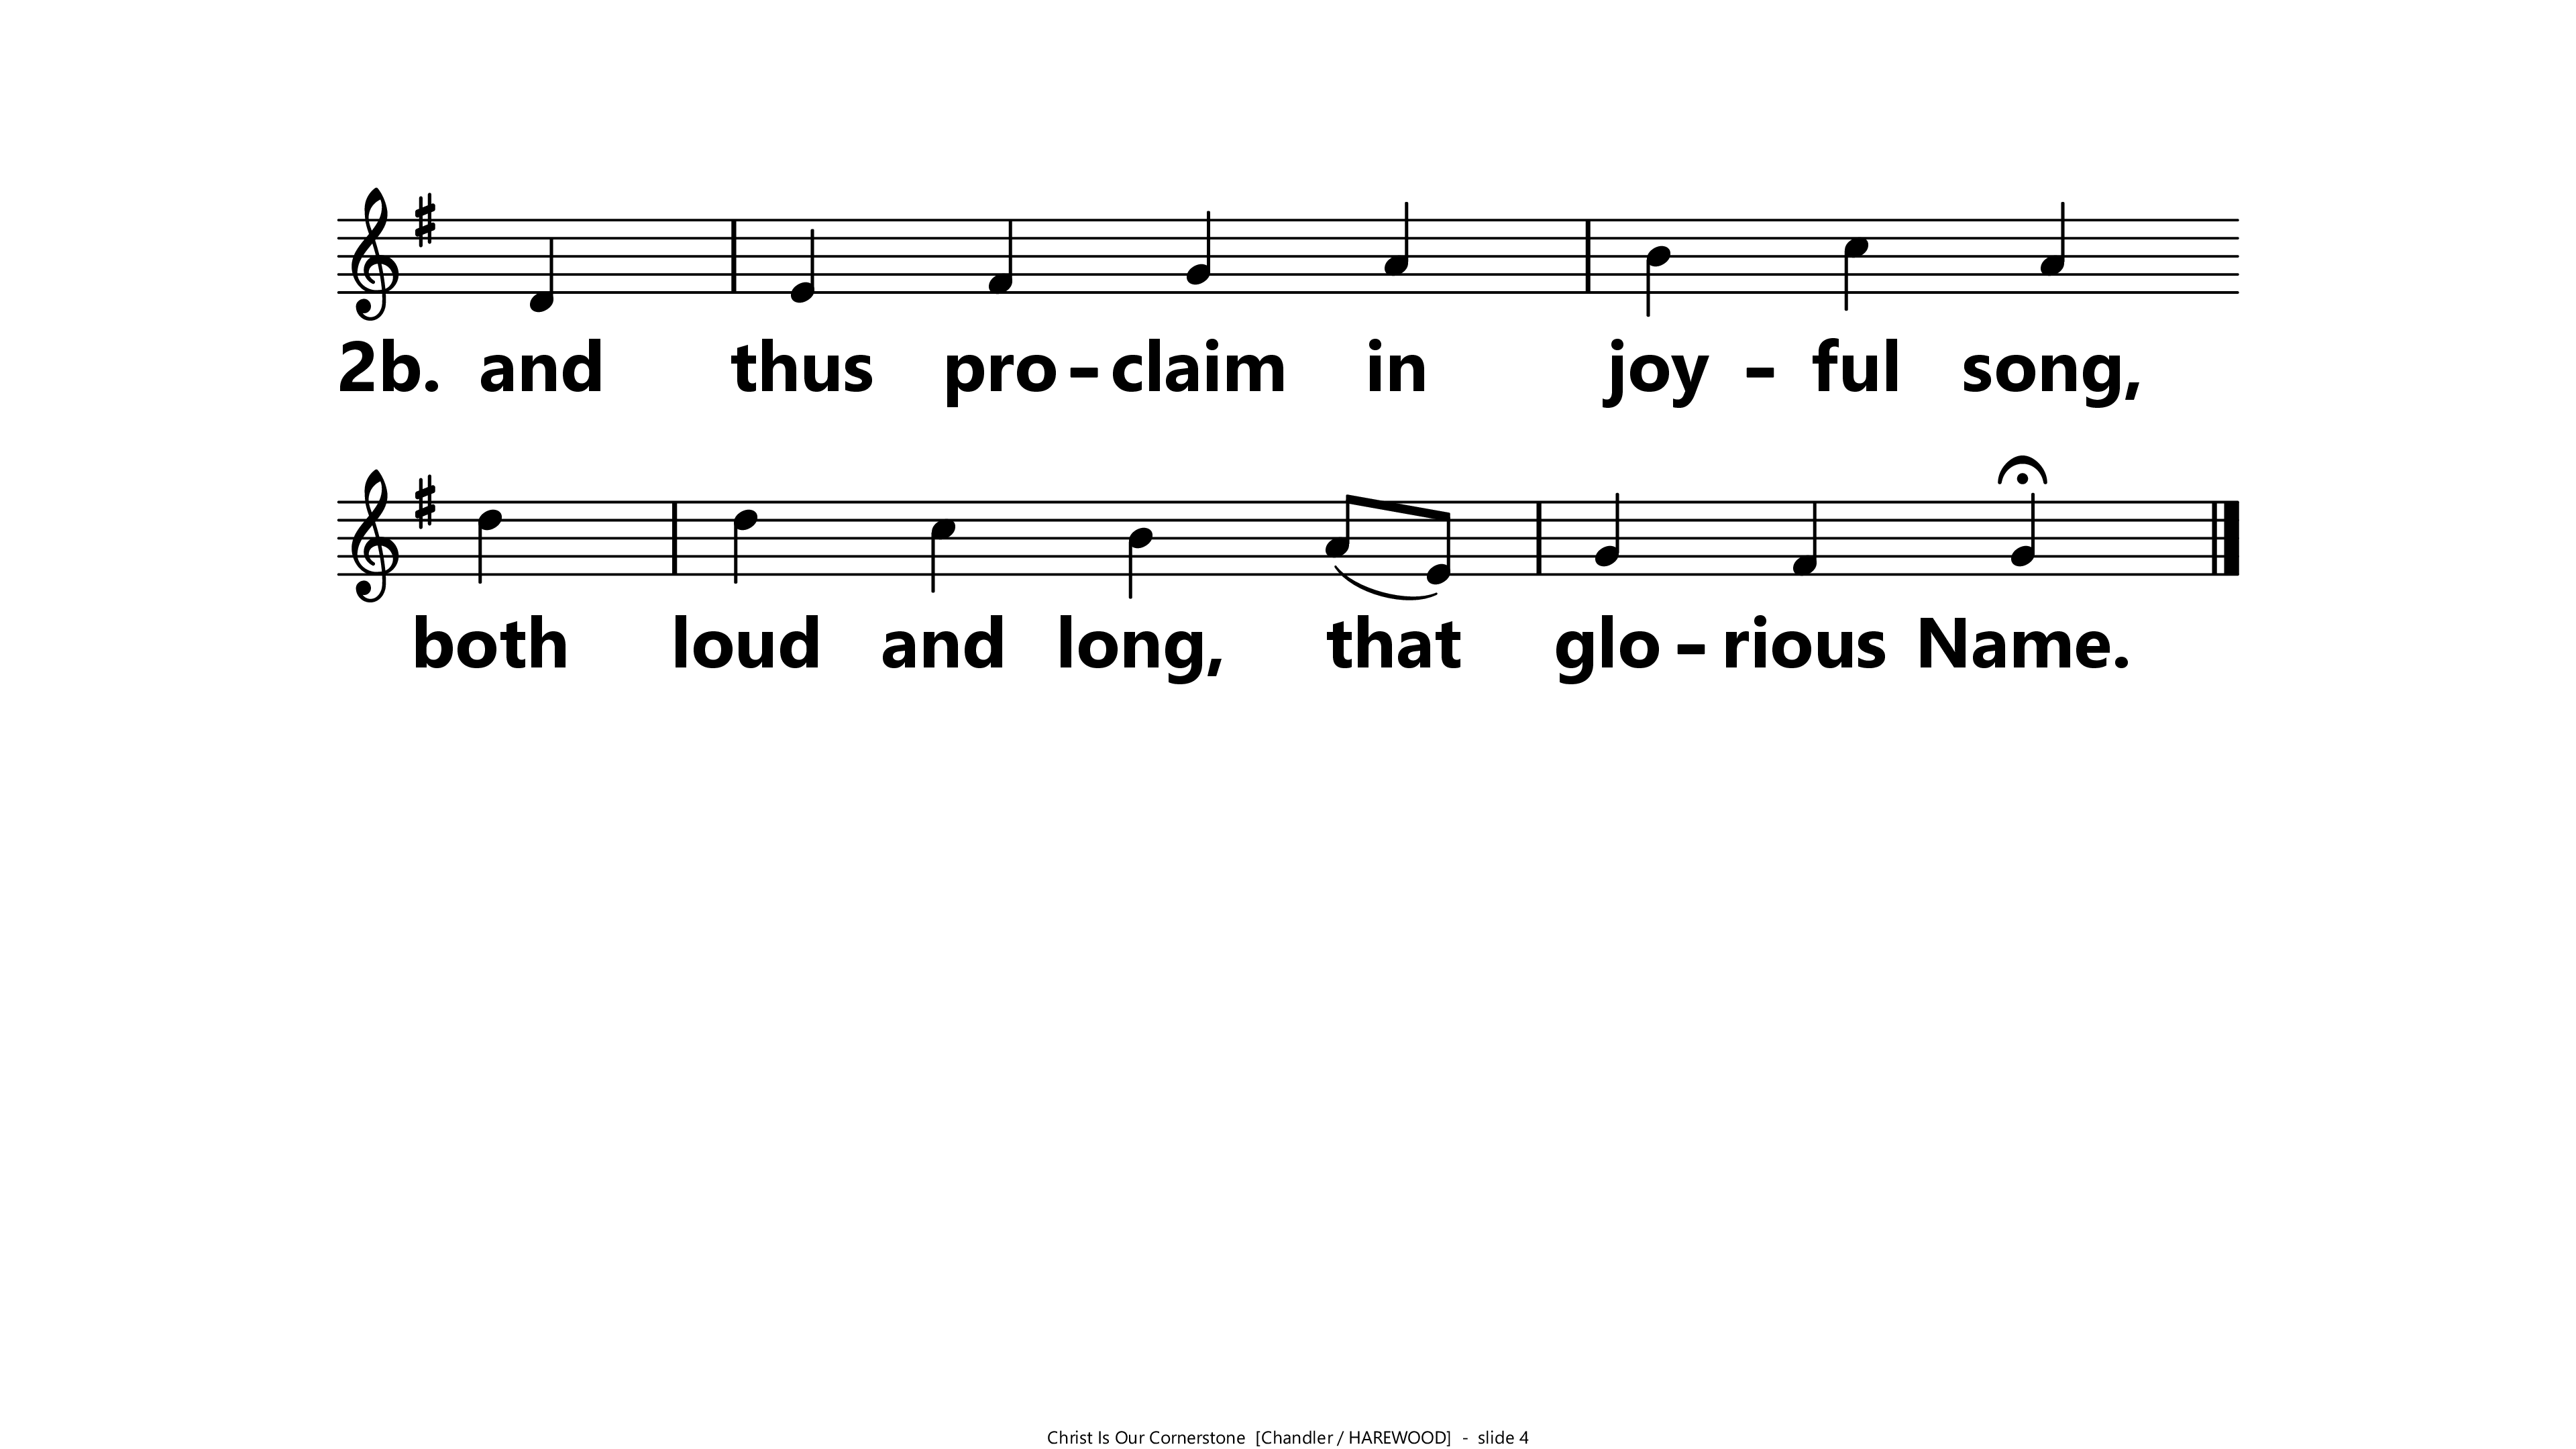 2b. and thus pro-claim in joy - ful song,
both loud and long, that glo-rious Name.
Christ Is Our Cornerstone [Chandler / HAREWOOD] - slide 4